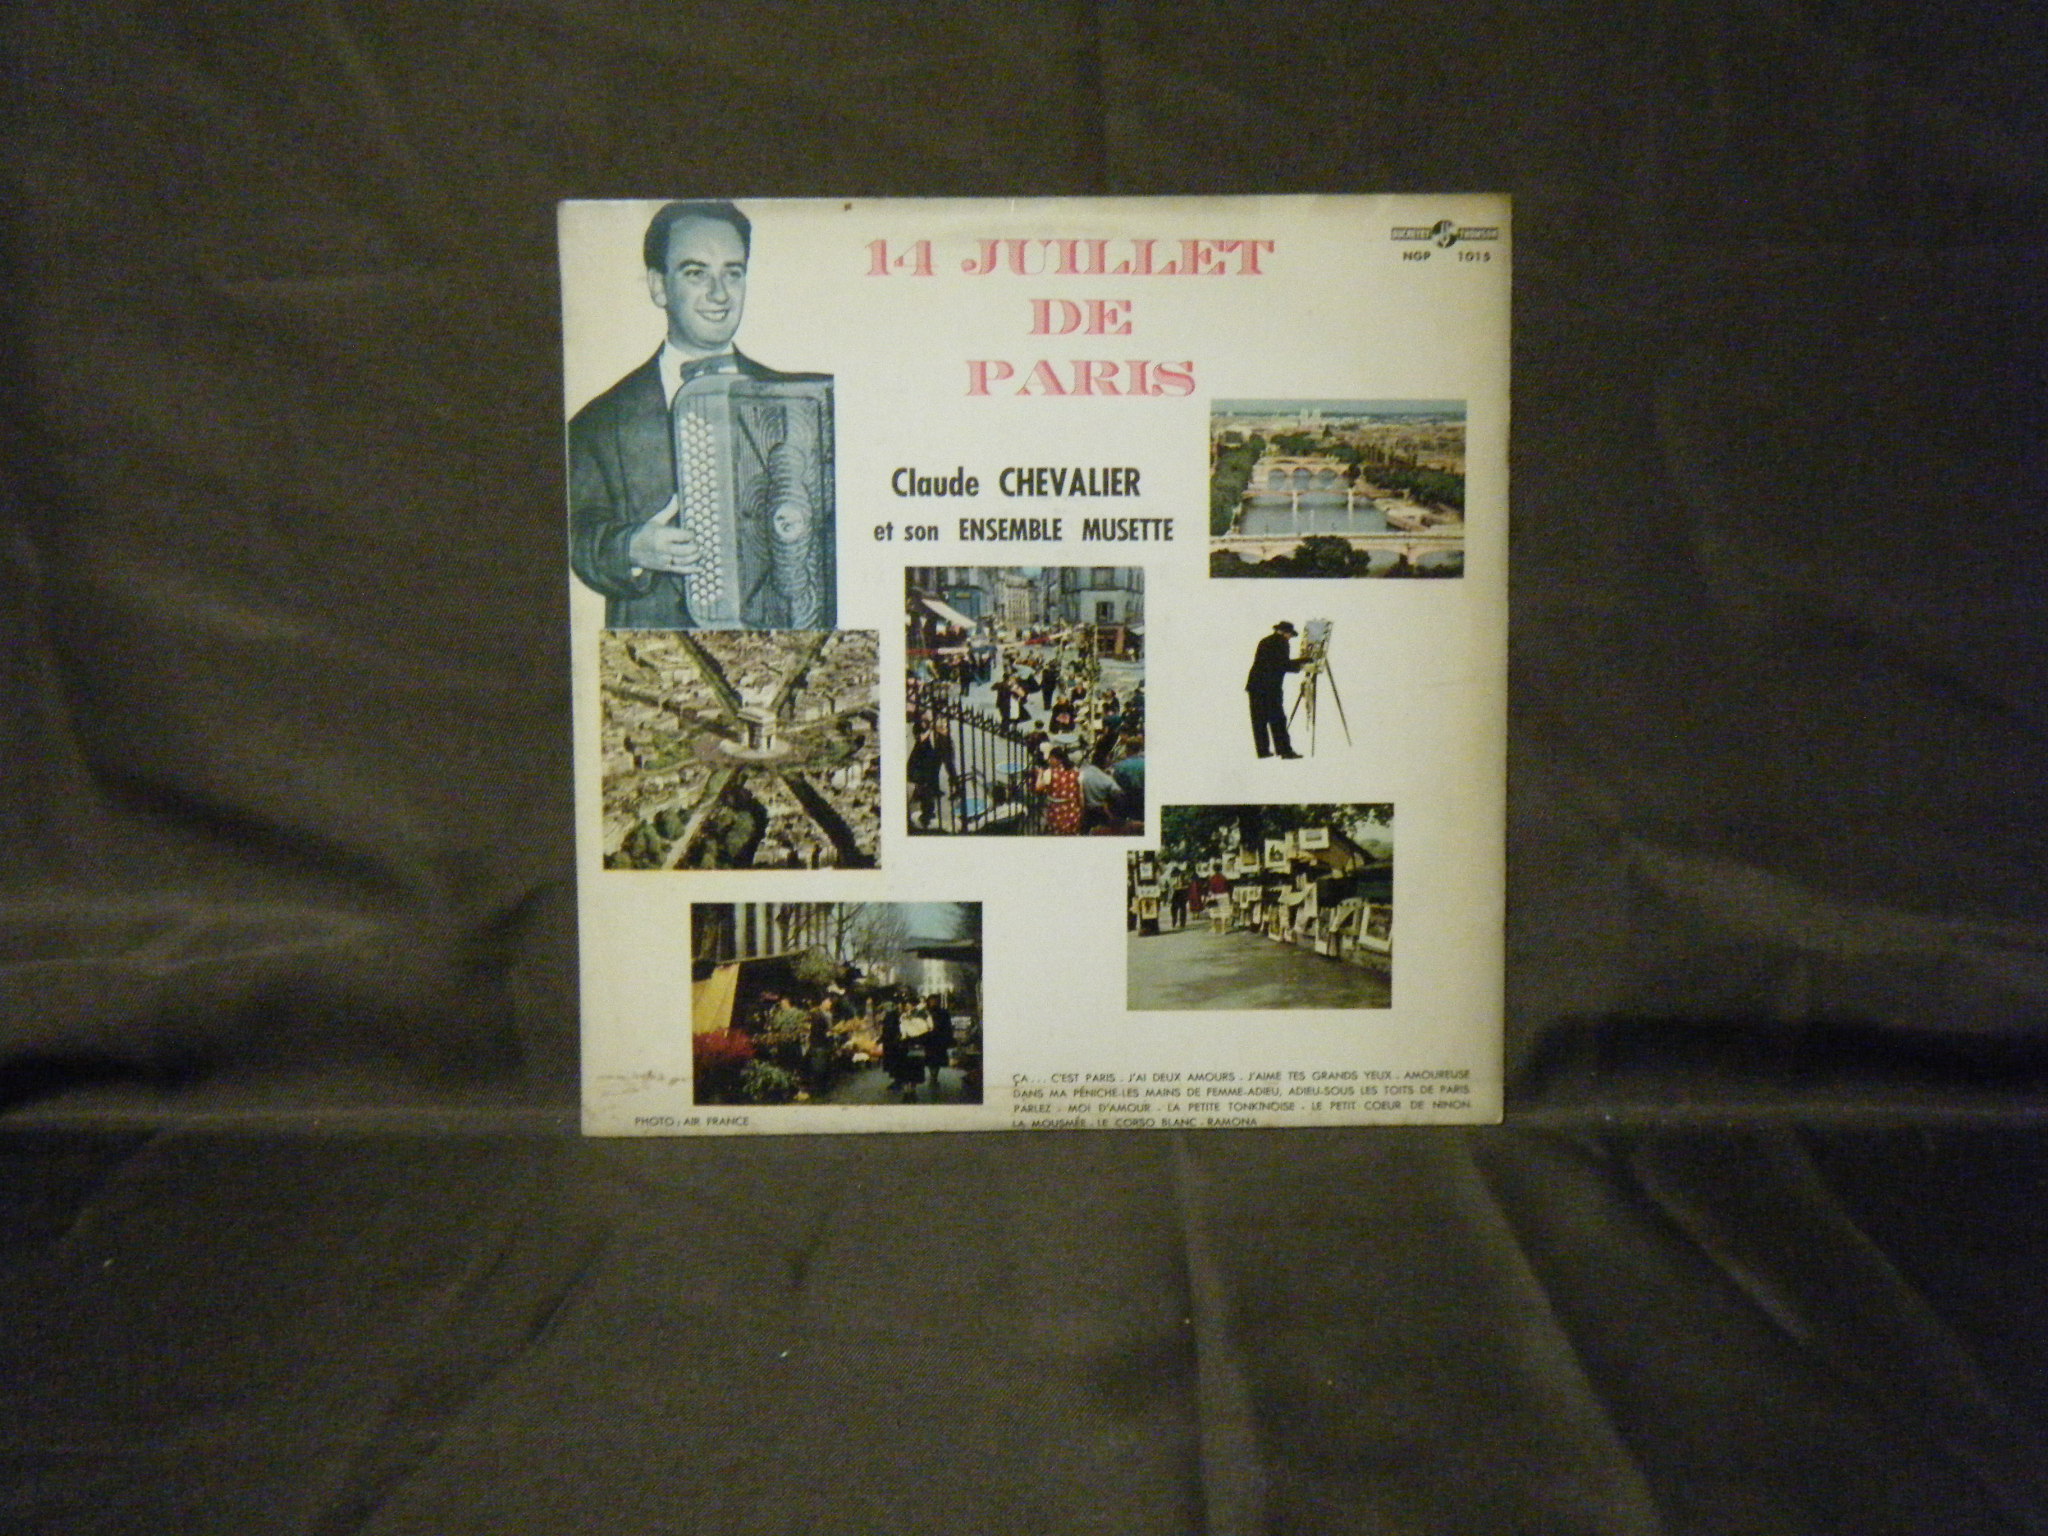 14 JUILLET
DE
PARIS
DUCRETET THOMSON
NGP 1015
Claude CHEVALIER
et son ENSEMBLE MUSETTE
ÇA... C'EST PARIS - J'AI DEUX AMOURS - J'AIME TES GRANDS YEUX - AMOUREUSE
DANS MA PÉNICHE-LES MAINS DE FEMME-ADIEU, ADIEU-SOUS LES TOITS DE PARIS
PARLEZ - MOI D'AMOUR - LA PETITE TONKINOISE - LE PETIT COEUR DE NINON
LA MOUSMÉE - LE CORSO BLANC - RAMONA
PHOTO : AIR FRANCE